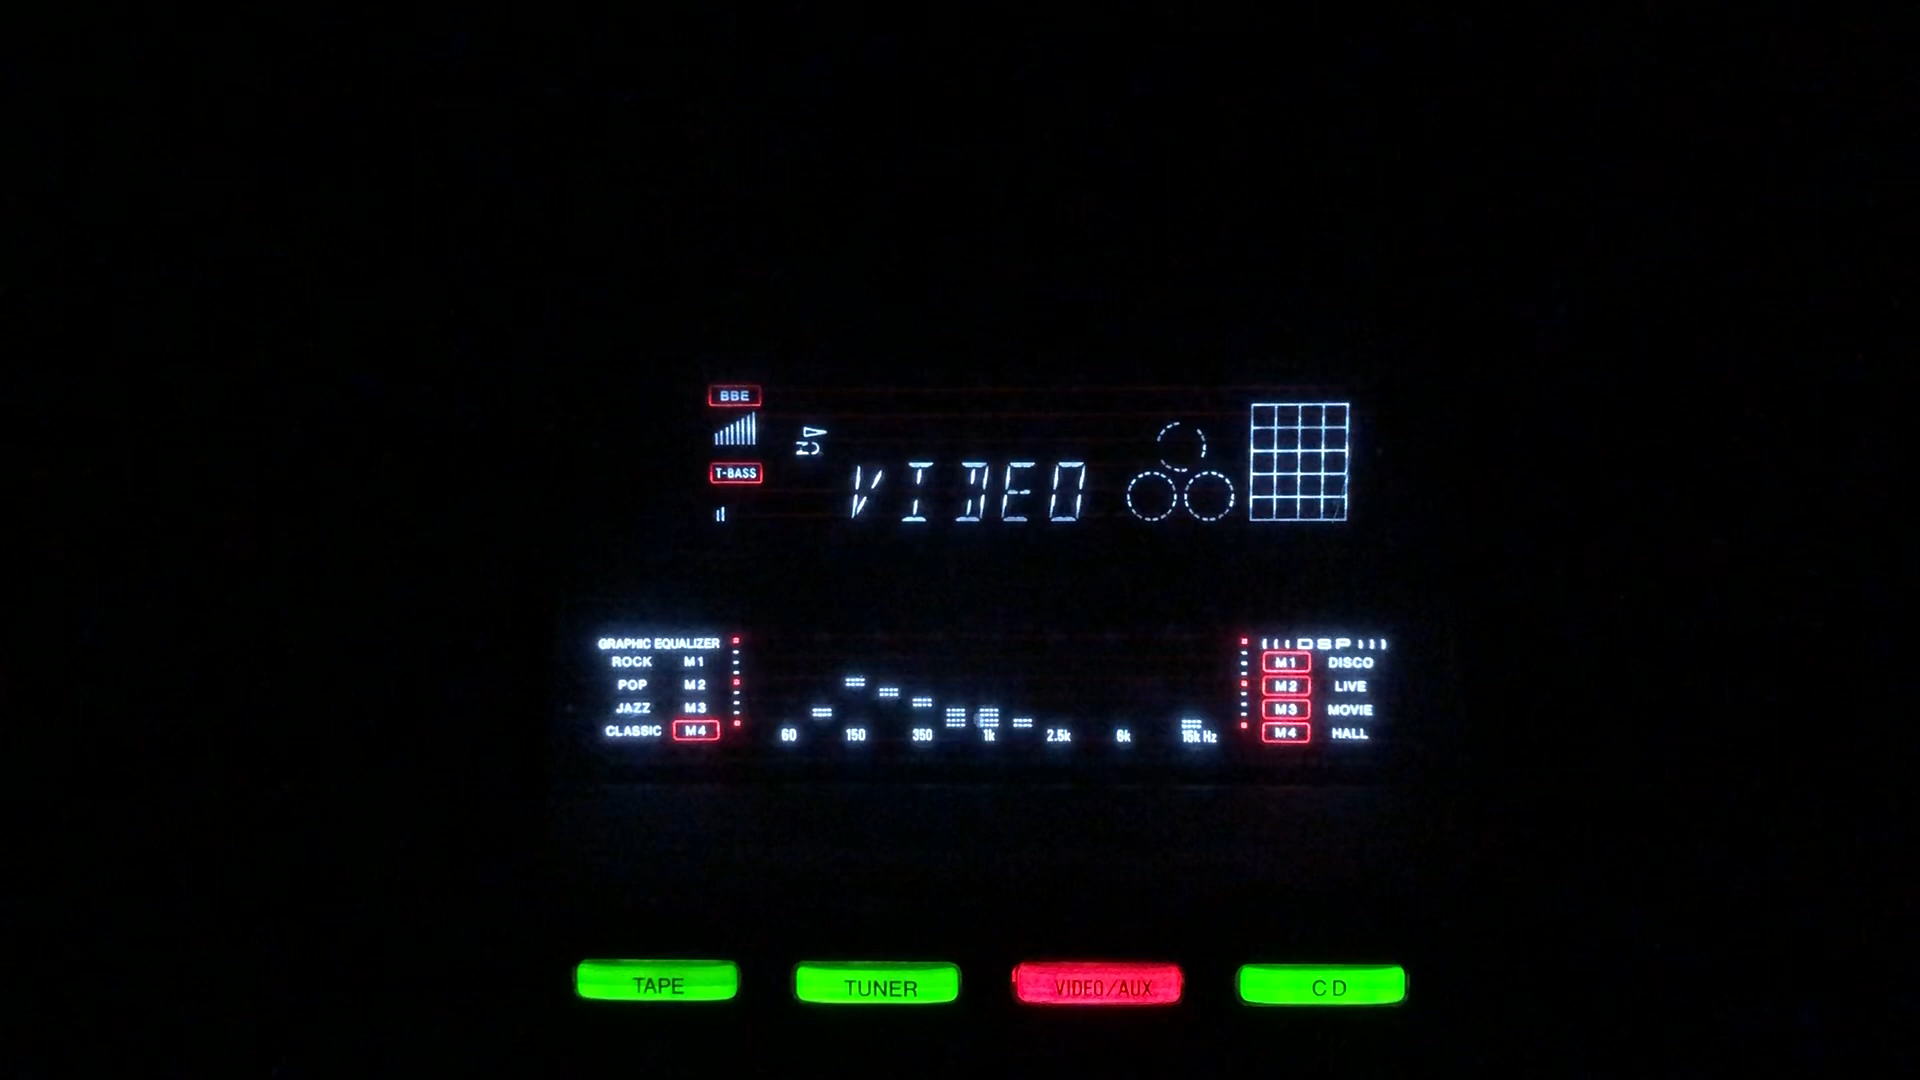 BBE
T-BASS
VIDEO
GRAPHIC EQUALIZER
ROCK M1
POP M2
JAZZ M3
CLASSIC M4
60 150 350 1k 2.5k 6k 15k Hz
DSP
M1 DISCO
M2 LIVE
M3 MOVIE
M4 HALL
TAPE
TUNER
VIDEO/AUX
CD